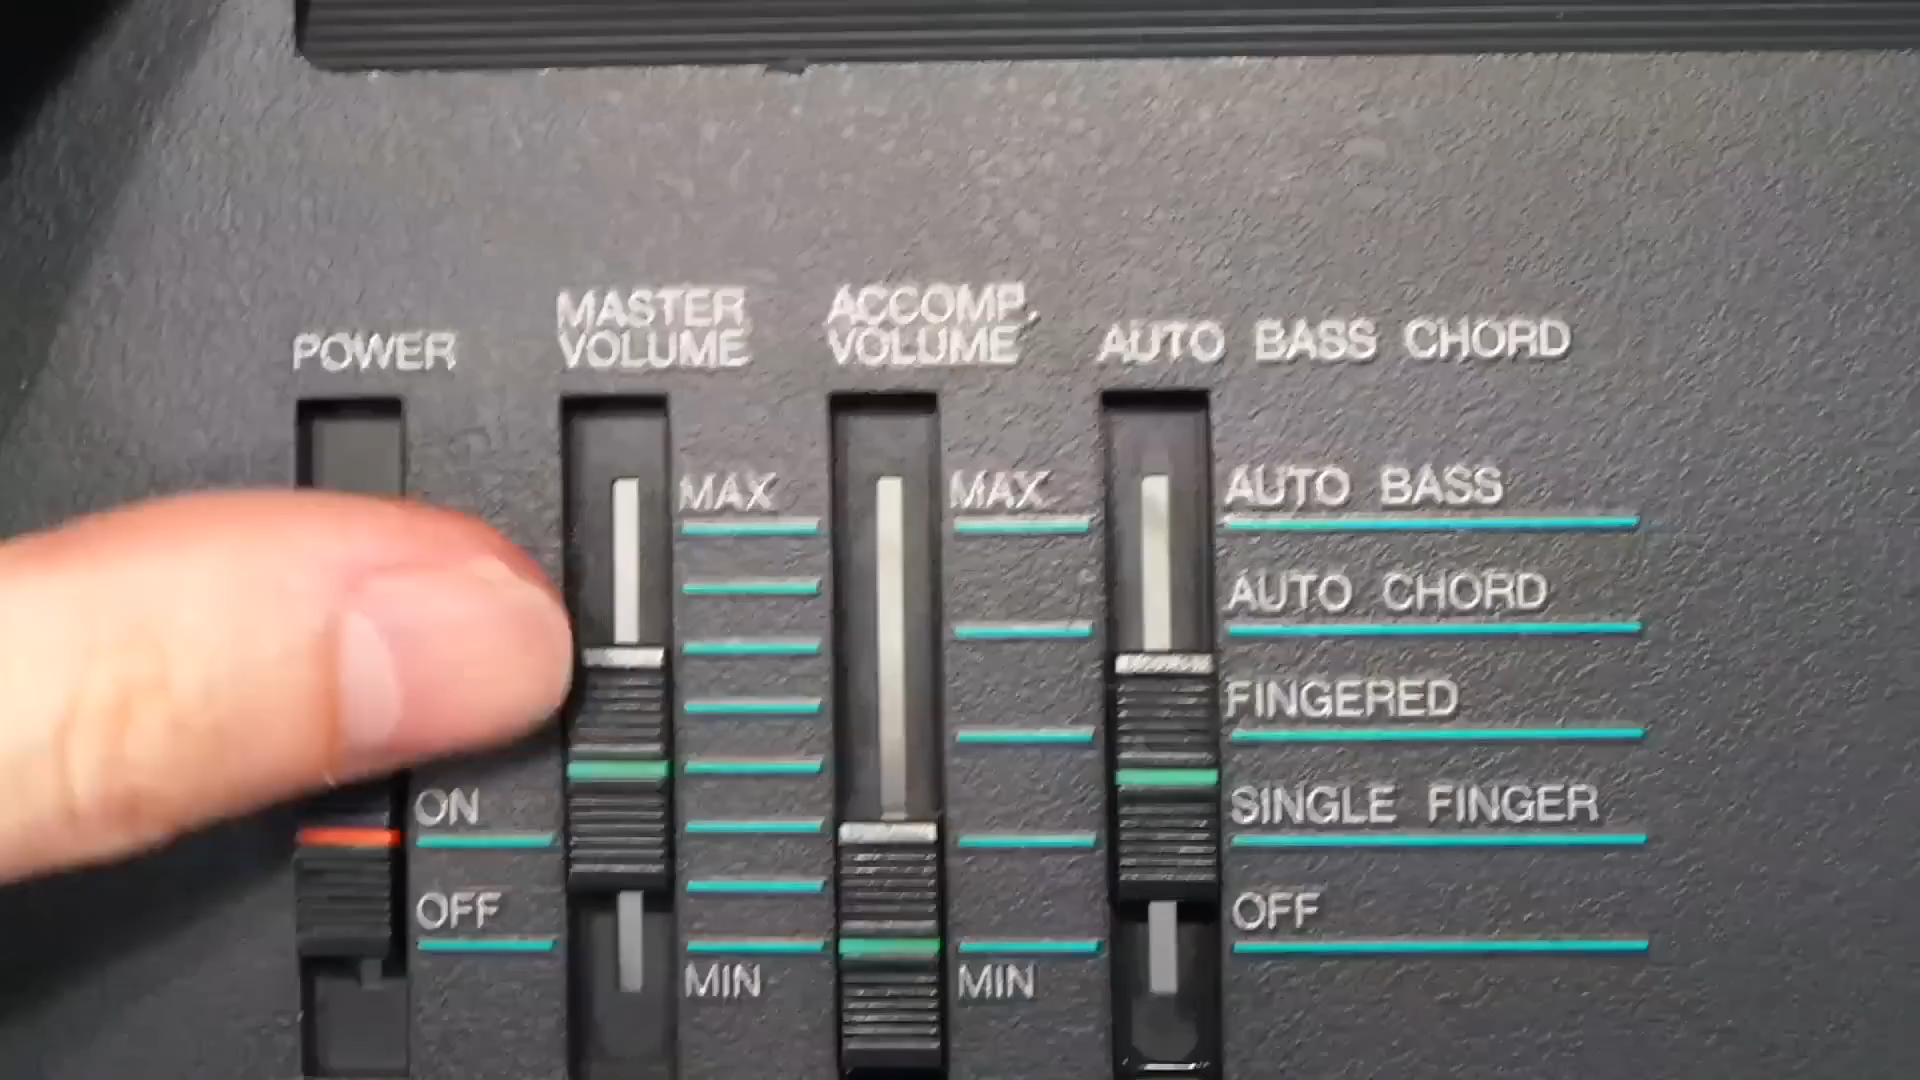 POWER
MASTER
VOLUME
ACCOMP.
VOLUME
AUTO BASS CHORD
MAX
MAX
AUTO BASS
AUTO CHORD
FINGERED
ON
SINGLE FINGER
OFF
OFF
MIN
MIN